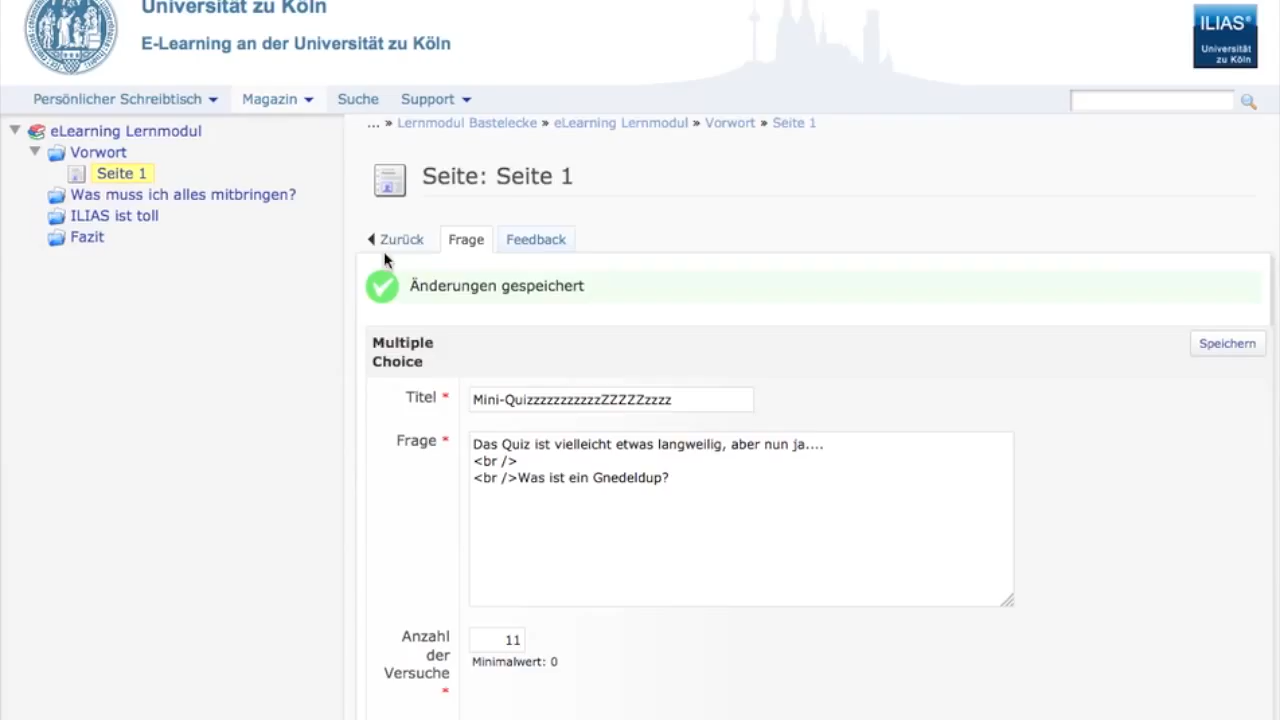 Universität zu Köln
E-Learning an der Universität zu Köln
ILIAS®
Universität
zu Köln
Persönlicher Schreibtisch Magazin Suche Support
eLearning Lernmodul
Vorwort
Seite 1
Was muss ich alles mitbringen?
ILIAS ist toll
Fazit
... » Lernmodul Bastelecke » eLearning Lernmodul » Vorwort » Seite 1
Seite: Seite 1
Zurück Frage Feedback
Änderungen gespeichert
Multiple
Choice
Speichern
Titel *
Mini-QuizzzzzzzzzzzZZZZZzzzz
Frage *
Das Quiz ist vielleicht etwas langweilig, aber nun ja....
<br />
<br />Was ist ein Gnedeldup?
Anzahl
der
Versuche
*
11
Minimalwert: 0